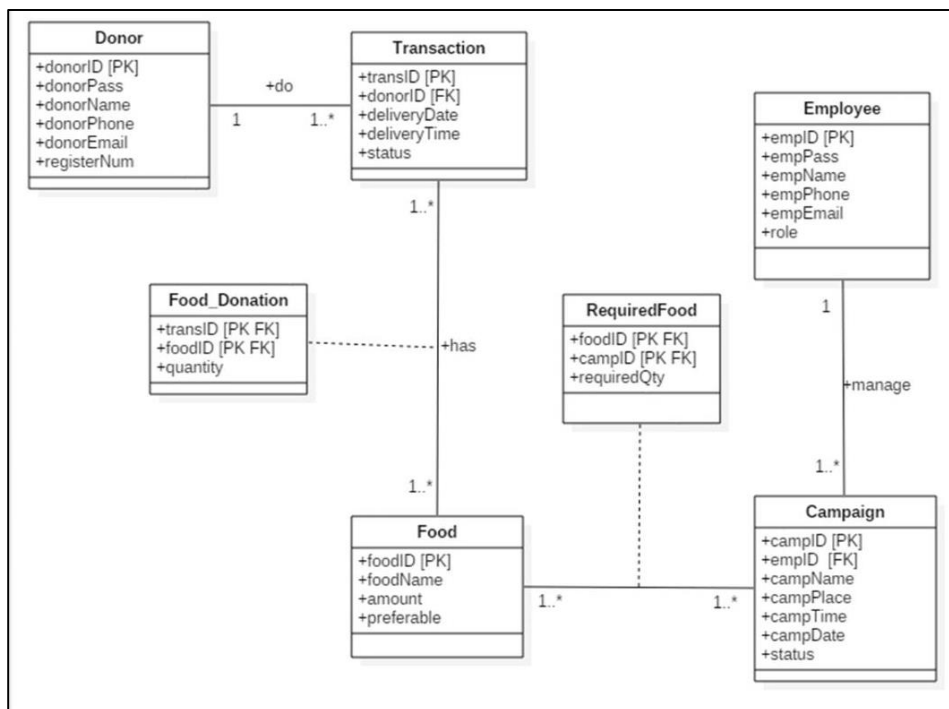 Donor
+donorID [PK]
+donorPass
+donorName
+donorPhone
+donorEmail
+registerNum
+do
1
1..*
Transaction
+transID [PK]
+donorID [FK]
+deliveryDate
+deliveryTime
+status
Employee
+empID [PK]
+empPass
+empName
+empPhone
+empEmail
+role
1..*
Food_Donation
+transID [PK FK]
+foodID [PK FK]
+quantity
+has
RequiredFood
+foodID [PK FK]
+campID [PK FK]
+requiredQty
1
+manage
1..*
1..*
Food
+foodID [PK]
+foodName
+amount
+preferable
1..*
1..*
Campaign
+campID [PK]
+empID [FK]
+campName
+campPlace
+campTime
+campDate
+status